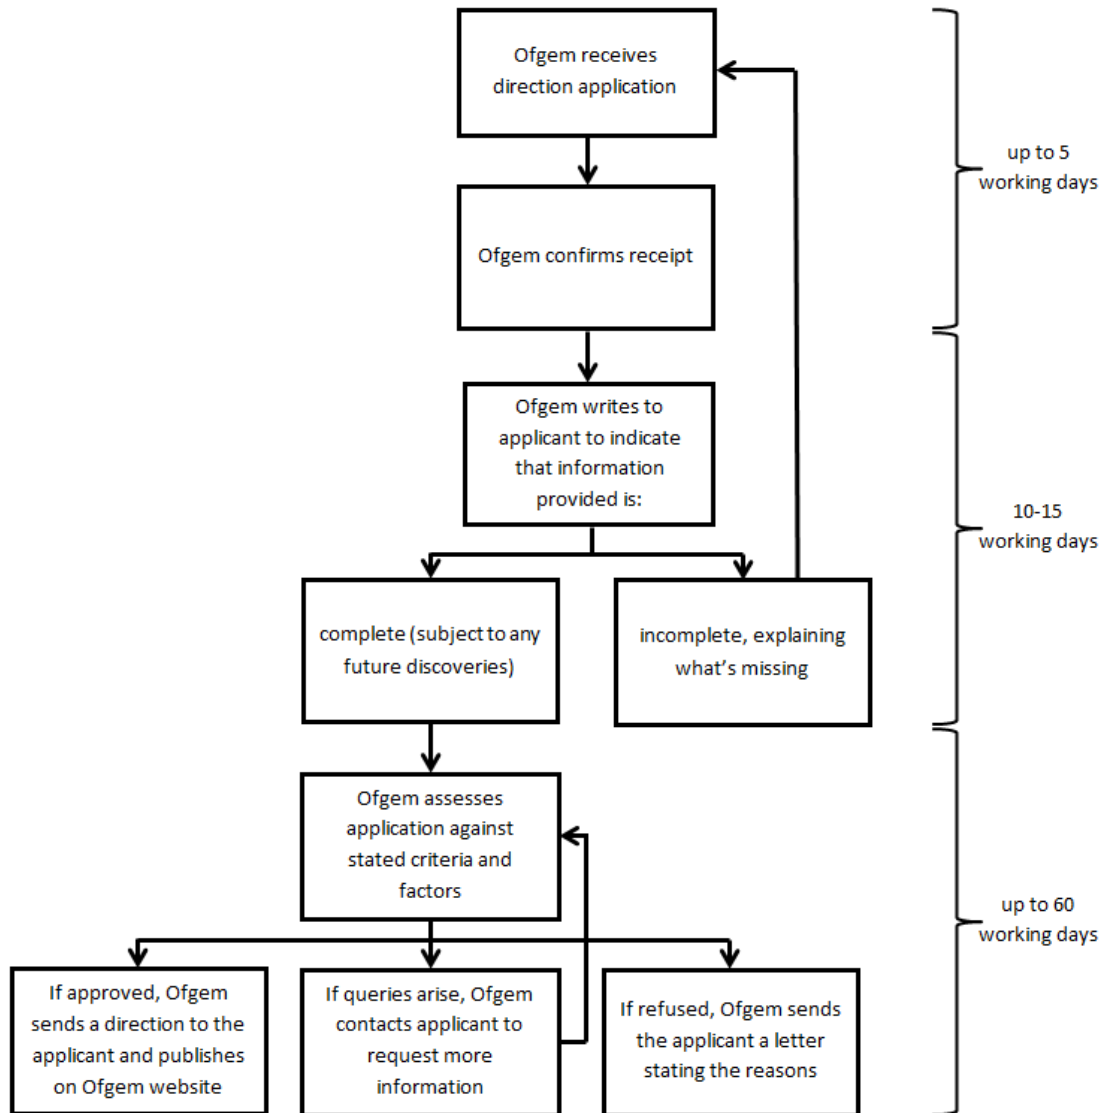 Ofgem receives
direction application
up to 5
working days
Ofgem confirms receipt
Ofgem writes to
applicant to indicate
that information
provided is:
10-15
working days
complete (subject to any
future discoveries)
incomplete, explaining
what's missing
Ofgem assesses
application against
stated criteria and
factors
up to 60
working days
If approved, Ofgem
sends a direction to the
applicant and publishes
on Ofgem website
If queries arise, Ofgem
contacts applicant to
request more
information
If refused, Ofgem sends
the applicant a letter
stating the reasons